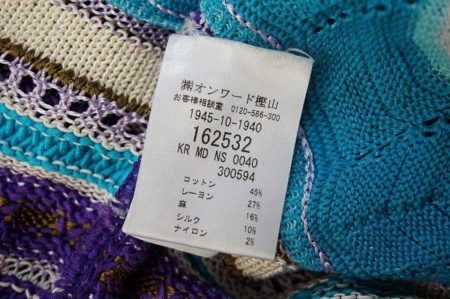 ㈱オンワード樫山
お客様相談室 0120-586-300
1945-10-1940
162532
KR MD NS 0040
300594
コットン 45%
レーヨン 27%
麻 16%
シルク 10%
ナイロン 2%